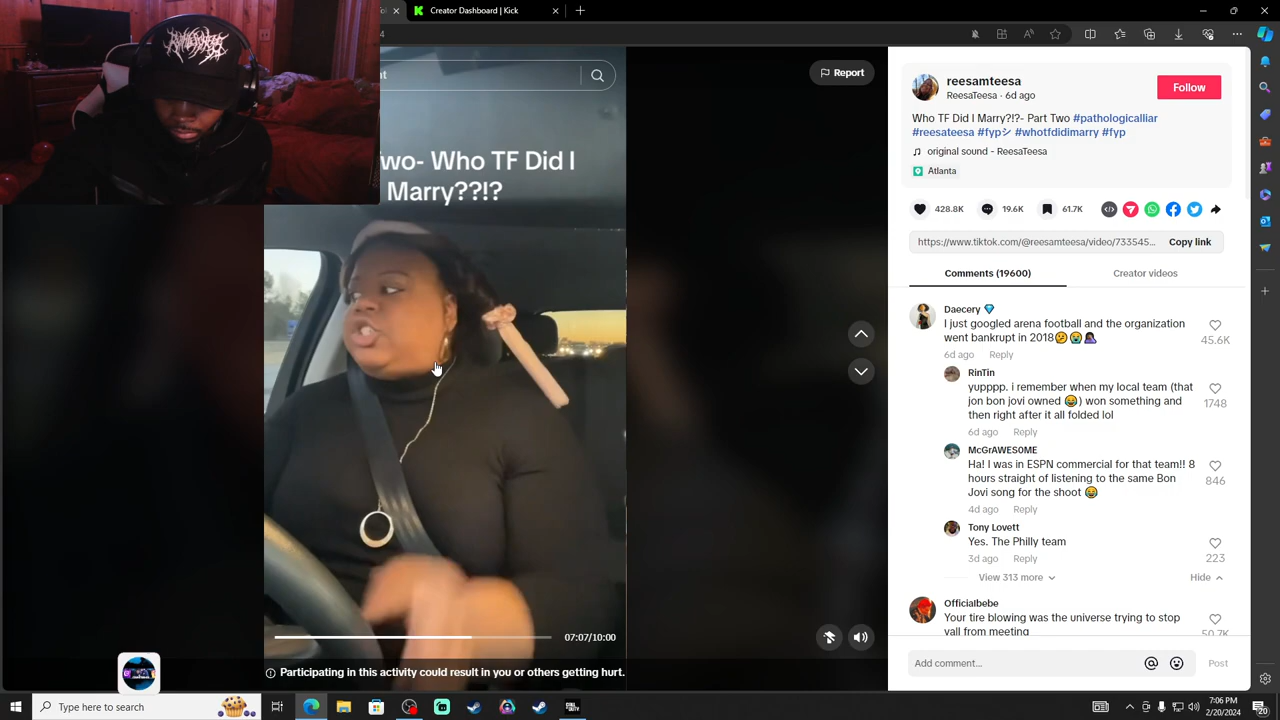 Creator Dashboard | Kick
Report
Two- Who TF Did I
Marry??!?
07:07/10:00
Participating in this activity could result in you or others getting hurt.
reesamteesa
ReesaTeesa · 6d ago
Follow
Who TF Did I Marry?!?- Part Two #pathologicalliar
#reesateesa #fypシ #whotfdidimarry #fyp
original sound - ReesaTeesa
Atlanta
428.8K
19.6K
61.7K
https://www.tiktok.com/@reesamteesa/video/733545...
Copy link
Comments (19600)
Creator videos
Daecery
I just googled arena football and the organization
went bankrupt in 2018🫤😭🤦🏾‍♀️
45.6K
6d ago Reply
RinTin
yupppp. i remember when my local team (that
jon bon jovi owned 😂) won something and
then right after it all folded lol
1748
6d ago Reply
McGrAWES0ME
Ha! I was in ESPN commercial for that team!! 8
hours straight of listening to the same Bon
Jovi song for the shoot 😂
846
4d ago Reply
Tony Lovett
Yes. The Philly team
223
3d ago Reply
View 313 more
Hide
Officialbebe
Your tire blowing was the universe trying to stop
yall from meeting
50.7K
Add comment...
Post
Type here to search
7:06 PM
2/20/2024